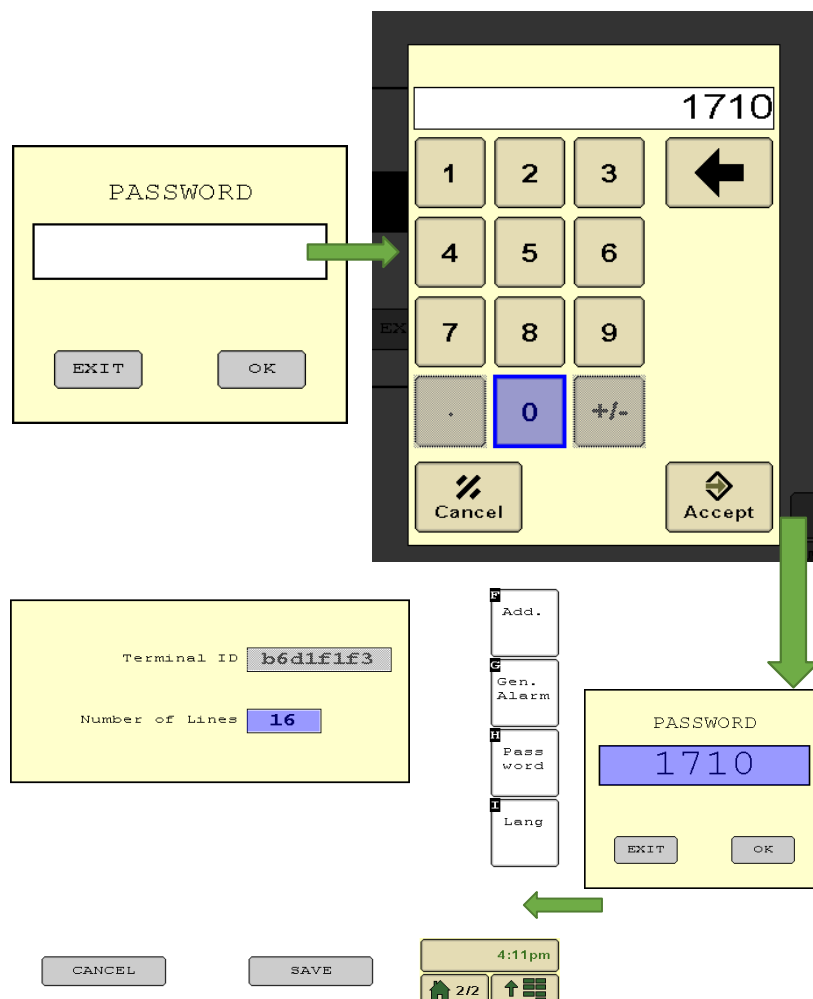 1710
1 2 3
4 5 6
7 8 9
. 0 +/-
Cancel Accept
PASSWORD
EXIT OK
EX
F
Add.
G
Gen.
Alarm
H
Pass
word
I
Lang
Terminal ID b6d1f1f3
Number of Lines 16
PASSWORD
1710
EXIT OK
CANCEL SAVE
4:11pm
2/2